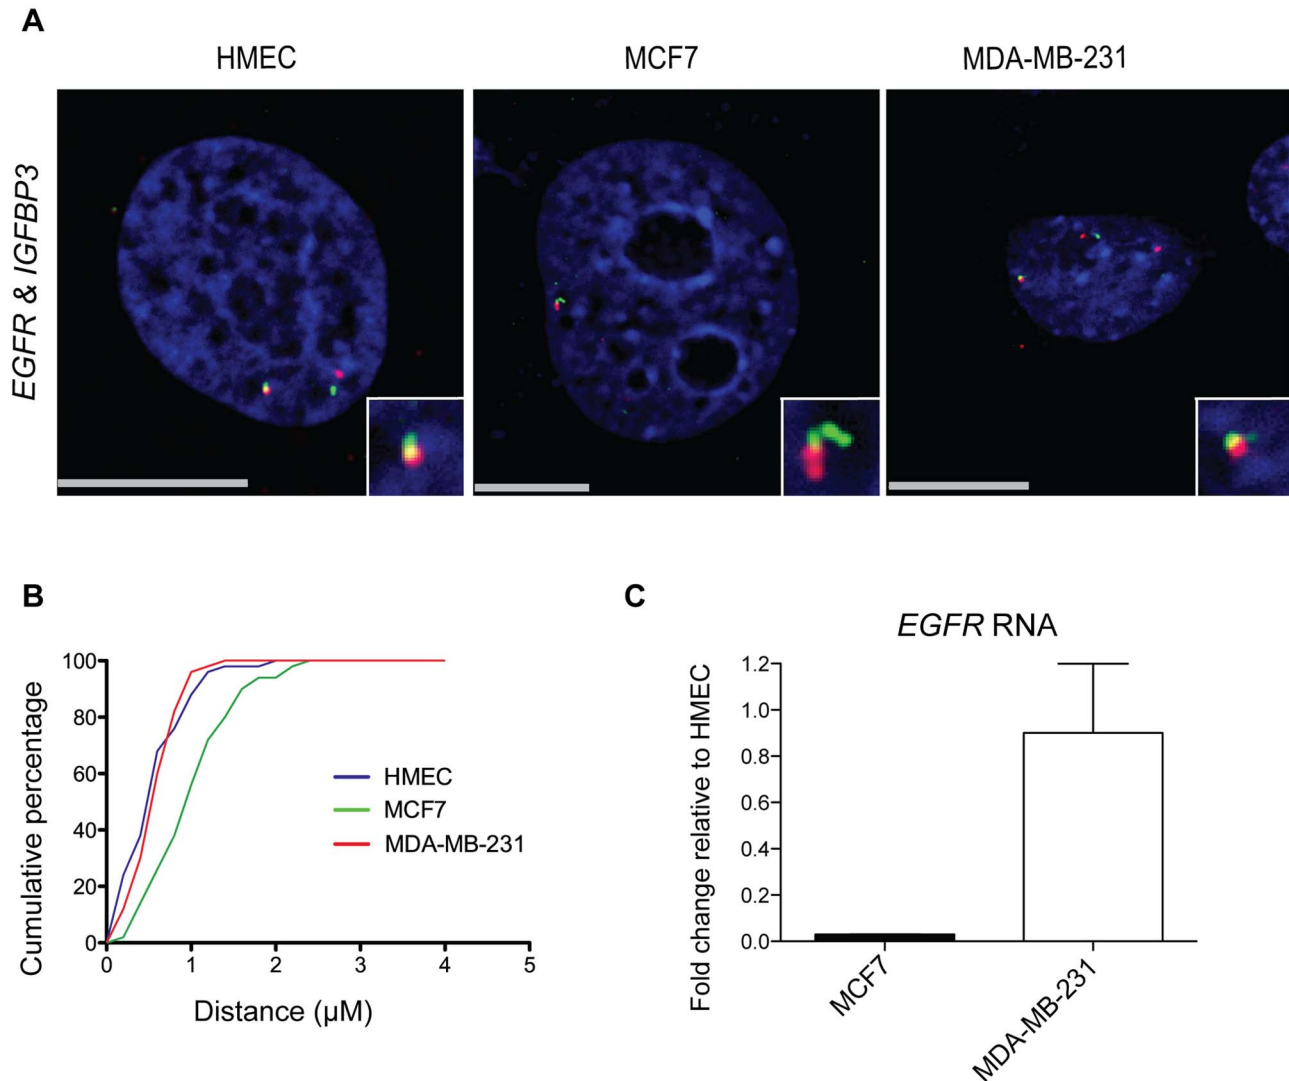 A
HMEC
MCF7
MDA-MB-231
EGFR & IGFBP3
B
Cumulative percentage
100
80
60
40
20
0
0 1 2 3 4 5
Distance (µM)
HMEC
MCF7
MDA-MB-231
C
EGFR RNA
Fold change relative to HMEC
1.2
1.0
0.8
0.6
0.4
0.2
0.0
MCF7
MDA-MB-231